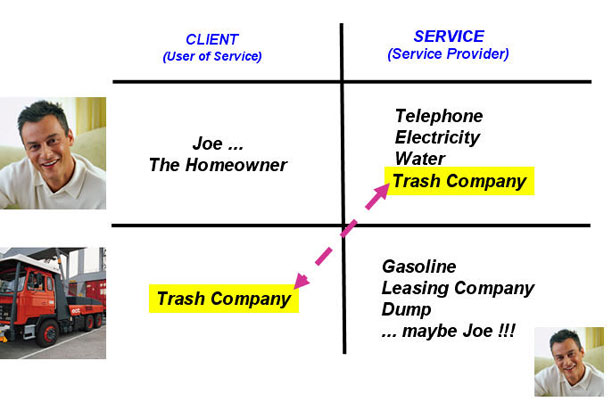 CLIENT
(User of Service)
SERVICE
(Service Provider)
Joe ...
The Homeowner
Telephone
Electricity
Water
Trash Company
Trash Company
Gasoline
Leasing Company
Dump
... maybe Joe !!!